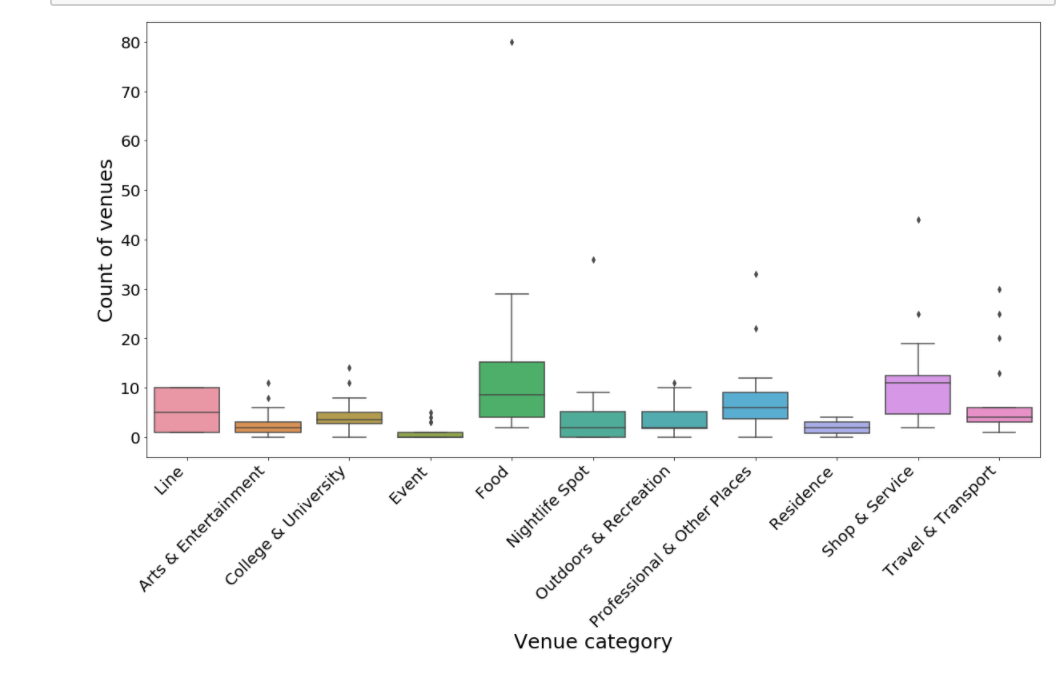 80
70
60
50
40
30
20
10
0
Count of venues
Line
Arts & Entertainment
College & University
Event
Food
Nightlife Spot
Outdoors & Recreation
Professional & Other Places
Residence
Shop & Service
Travel & Transport
Venue category